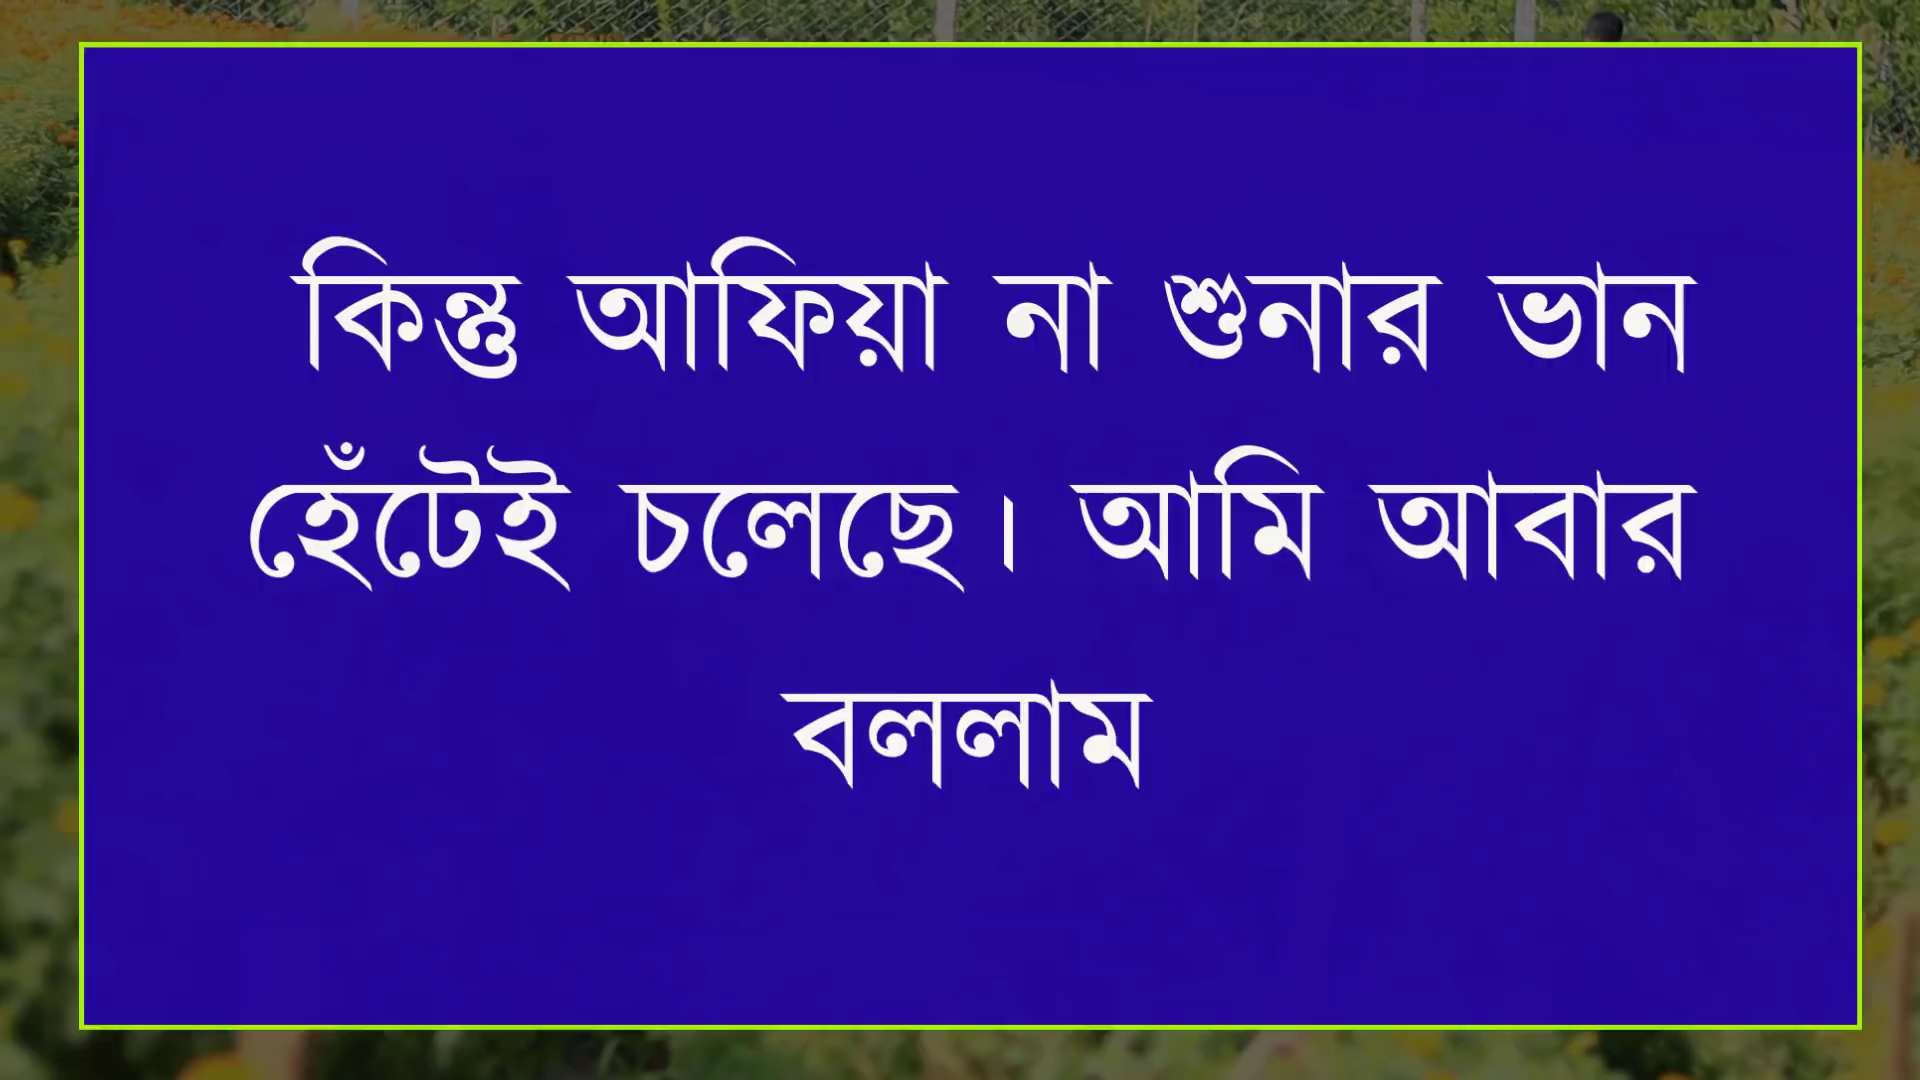 কিন্তু আফিয়া না শুনার ভান
হেঁটেই চলেছে। আমি আবার
বললাম